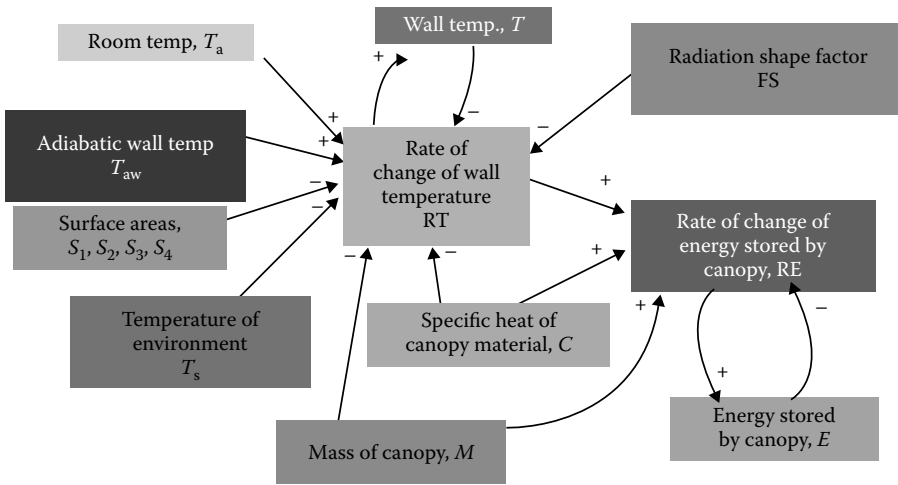 Wall temp., T
Room temp, Tₐ
Radiation shape factor
FS
+
−
+
−
Adiabatic wall temp
T_aw
+
Rate of
change of wall
temperature
RT
−
−
+
Surface areas,
S₁, S₂, S₃, S₄
Rate of change of
energy stored by
canopy, RE
−
−
+
Temperature of
environment
Tₛ
Specific heat of
canopy material, C
+
−
+
Energy stored
by canopy, E
Mass of canopy, M